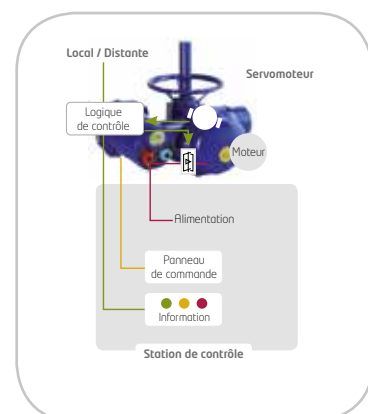 Local / Distante
Servomoteur
Logique
de contrôle
Moteur
Alimentation
Panneau
de commande
Information
Station de contrôle